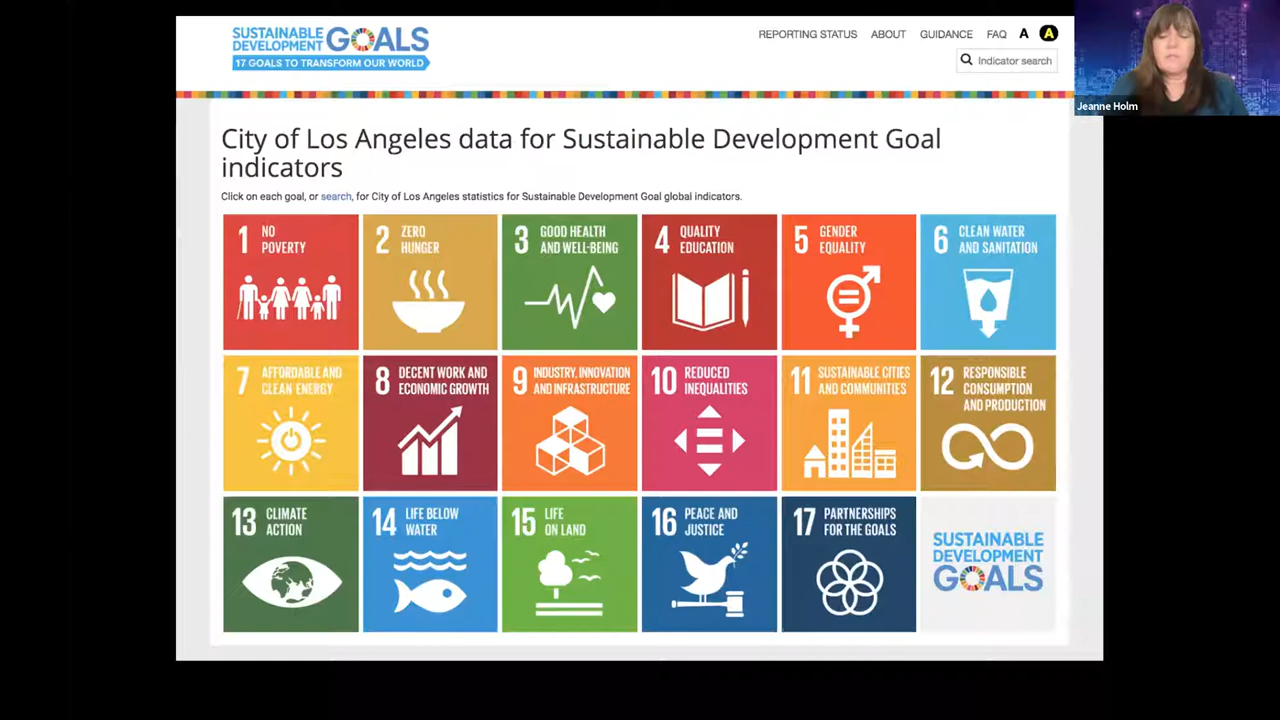 SUSTAINABLE
DEVELOPMENT GOALS
17 GOALS TO TRANSFORM OUR WORLD
REPORTING STATUS ABOUT GUIDANCE FAQ A A
Indicator search
Jeanne Holm
City of Los Angeles data for Sustainable Development Goal
indicators
Click on each goal, or search, for City of Los Angeles statistics for Sustainable Development Goal global indicators.
1 NO
POVERTY
2 ZERO
HUNGER
3 GOOD HEALTH
AND WELL-BEING
4 QUALITY
EDUCATION
5 GENDER
EQUALITY
6 CLEAN WATER
AND SANITATION
7 AFFORDABLE AND
CLEAN ENERGY
8 DECENT WORK AND
ECONOMIC GROWTH
9 INDUSTRY, INNOVATION
AND INFRASTRUCTURE
10 REDUCED
INEQUALITIES
11 SUSTAINABLE CITIES
AND COMMUNITIES
12 RESPONSIBLE
CONSUMPTION
AND PRODUCTION
13 CLIMATE
ACTION
14 LIFE BELOW
WATER
15 LIFE
ON LAND
16 PEACE AND
JUSTICE
17 PARTNERSHIPS
FOR THE GOALS
SUSTAINABLE
DEVELOPMENT
GOALS